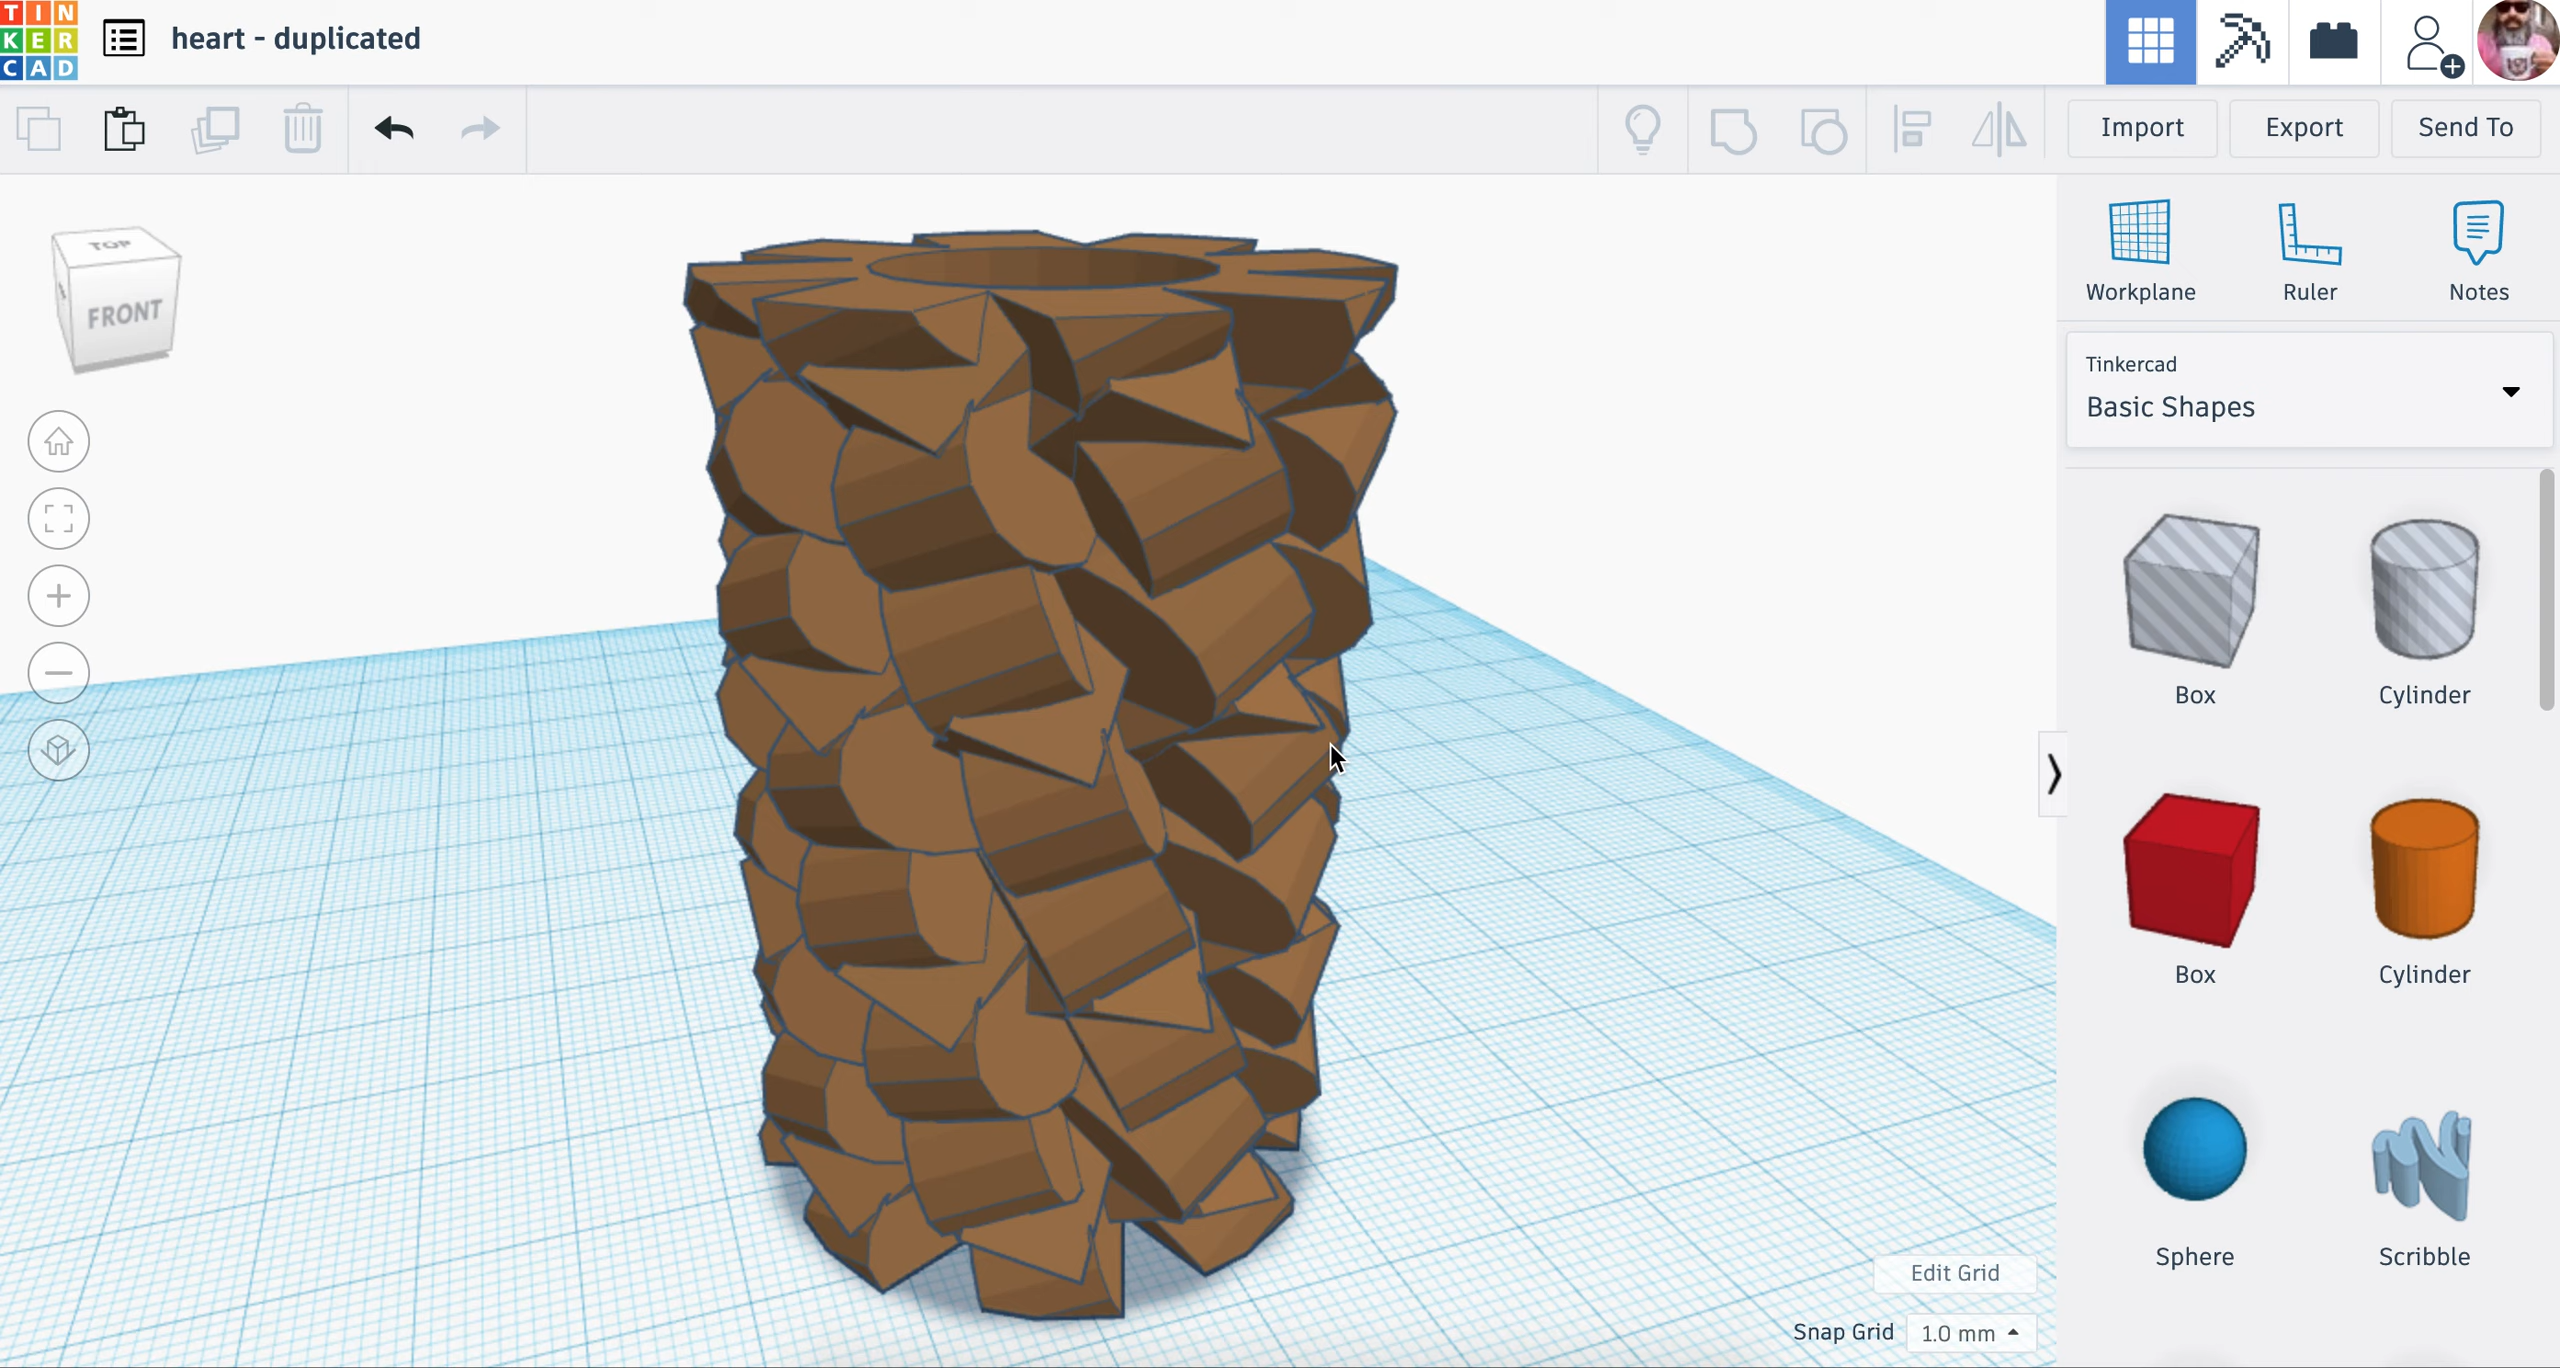 TIN
KER
CAD
heart - duplicated
Import
Export
Send To
TOP
FRONT
Workplane
Ruler
Notes
Tinkercad
Basic Shapes
Box
Cylinder
Box
Cylinder
Sphere
Scribble
Edit Grid
Snap Grid
1.0 mm